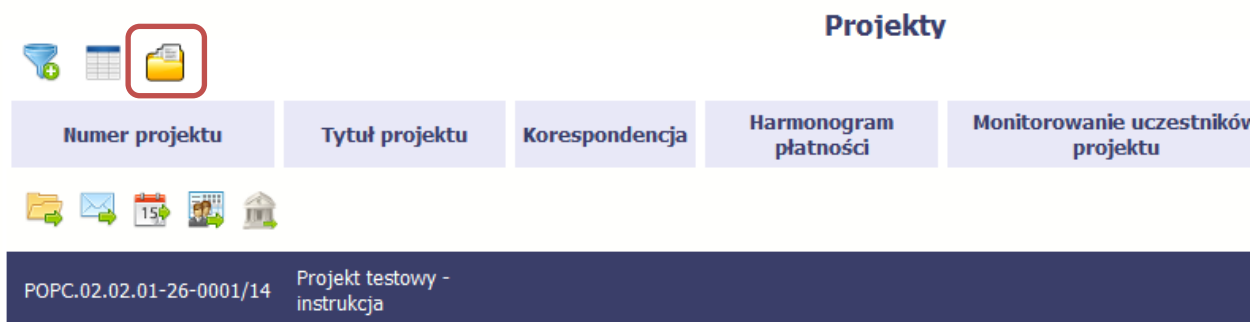 Projekty
Numer projektu
Tytuł projektu
Korespondencja
Harmonogram
płatności
Monitorowanie uczestników
projektu
15
POPC.02.02.01-26-0001/14
Projekt testowy -
instrukcja